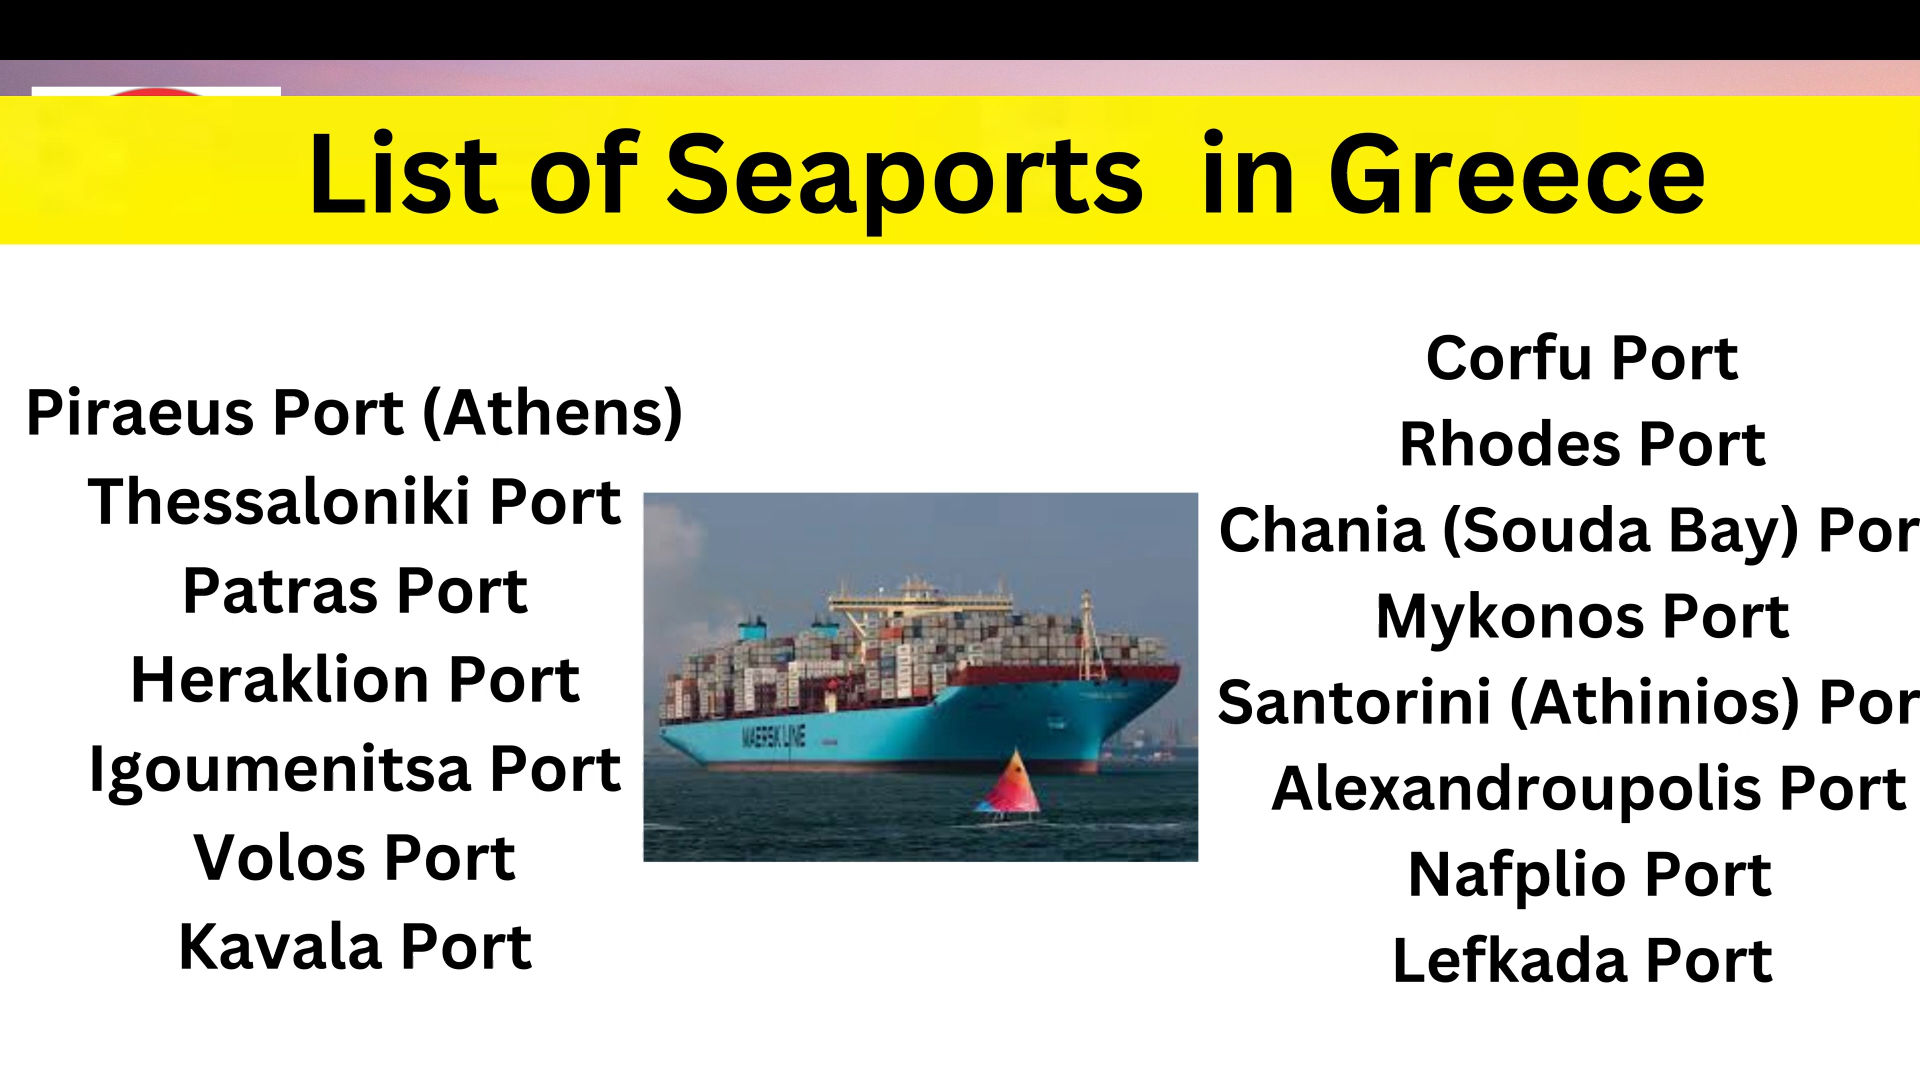 List of Seaports in Greece
Piraeus Port (Athens)
Thessaloniki Port
Patras Port
Heraklion Port
Igoumenitsa Port
Volos Port
Kavala Port
MAERSK LINE
Corfu Port
Rhodes Port
Chania (Souda Bay) Por
Mykonos Port
Santorini (Athinios) Por
Alexandroupolis Port
Nafplio Port
Lefkada Port